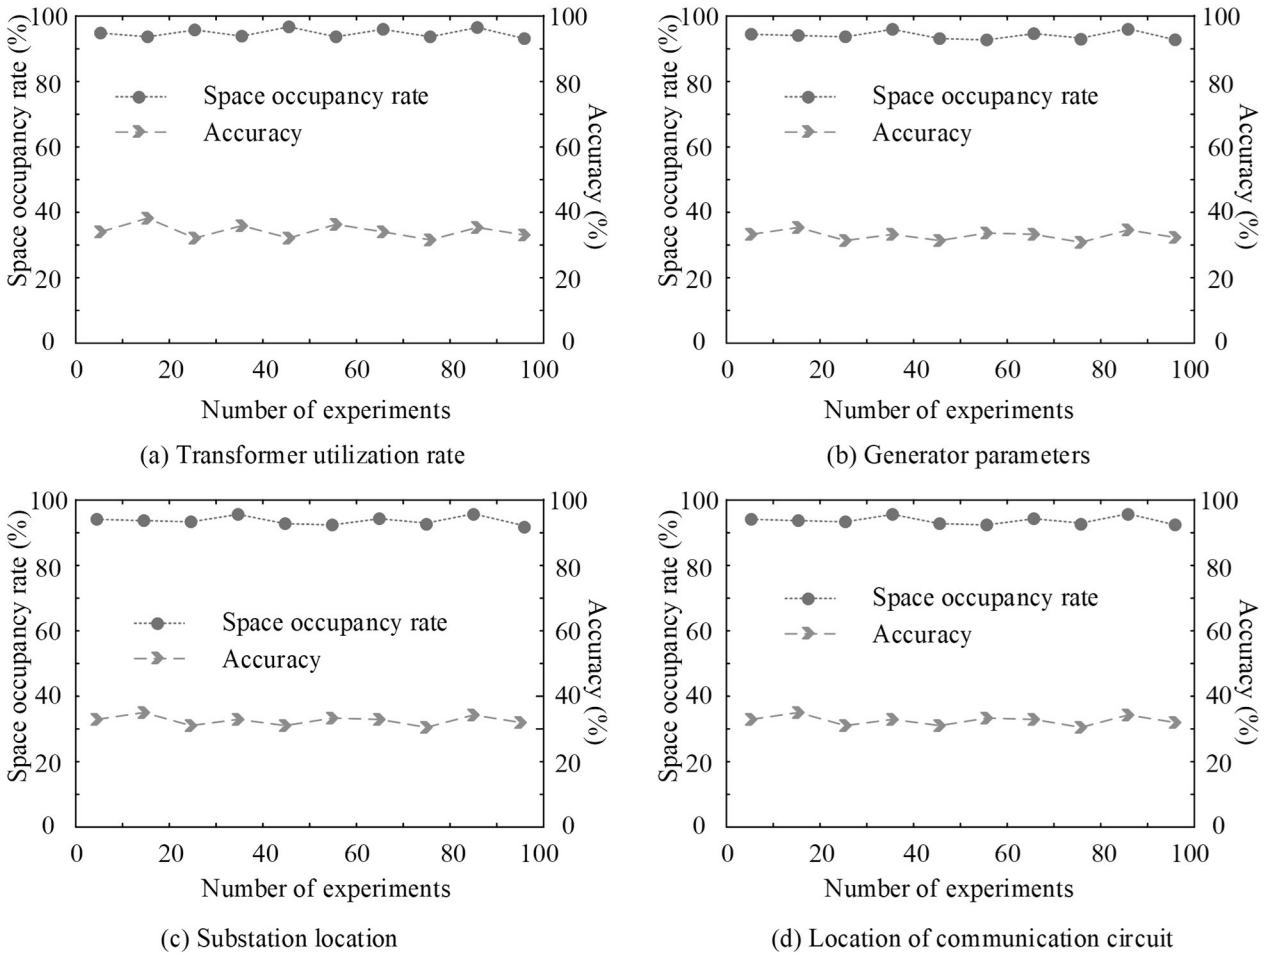 Space occupancy rate (%)
100
80
60
40
20
0
Space occupancy rate
Accuracy
100
80
60
40
20
0
Accuracy (%)
0 20 40 60 80 100
Number of experiments
(a) Transformer utilization rate
Space occupancy rate (%)
100
80
60
40
20
0
Space occupancy rate
Accuracy
100
80
60
40
20
0
Accuracy (%)
0 20 40 60 80 100
Number of experiments
(b) Generator parameters
Space occupancy rate (%)
100
80
60
40
20
0
Space occupancy rate
Accuracy
100
80
60
40
20
0
Accuracy (%)
0 20 40 60 80 100
Number of experiments
(c) Substation location
Space occupancy rate (%)
100
80
60
40
20
0
Space occupancy rate
Accuracy
100
80
60
40
20
0
Accuracy (%)
0 20 40 60 80 100
Number of experiments
(d) Location of communication circuit